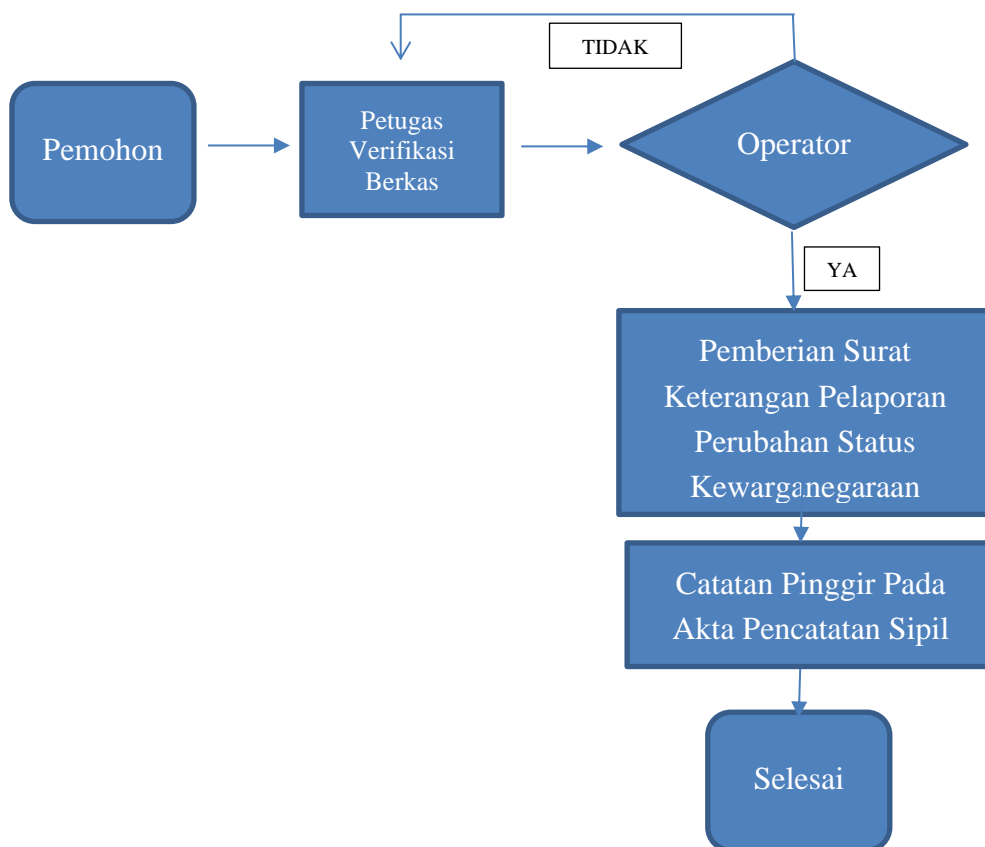 TIDAK
Pemohon
Petugas
Verifikasi
Berkas
Operator
YA
Pemberian Surat
Keterangan Pelaporan
Perubahan Status
Kewarganegaraan
Catatan Pinggir Pada
Akta Pencatatan Sipil
Selesai